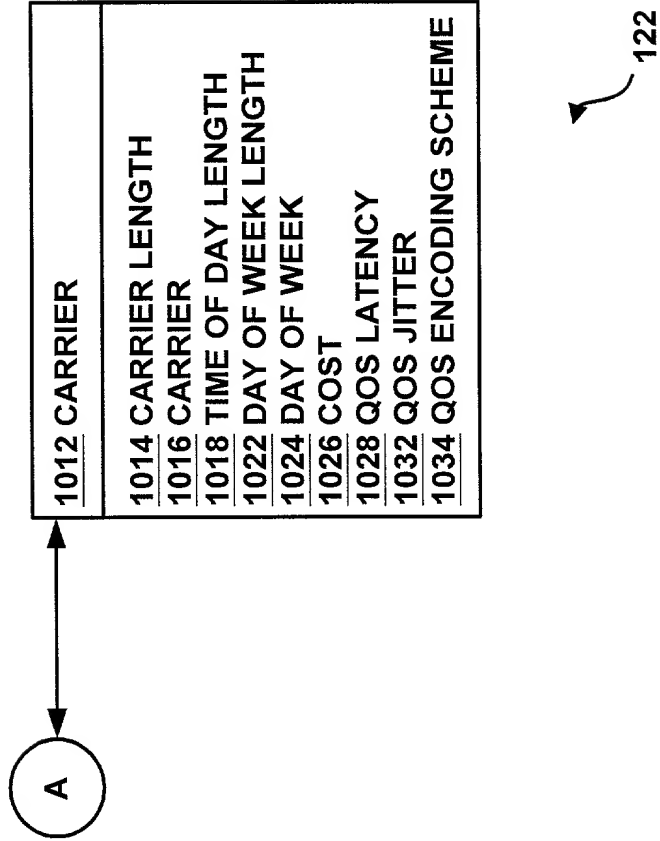 A
1012 CARRIER
1014 CARRIER LENGTH
1016 CARRIER
1018 TIME OF DAY LENGTH
1022 DAY OF WEEK LENGTH
1024 DAY OF WEEK
1026 COST
1028 QOS LATENCY
1032 QOS JITTER
1034 QOS ENCODING SCHEME
122